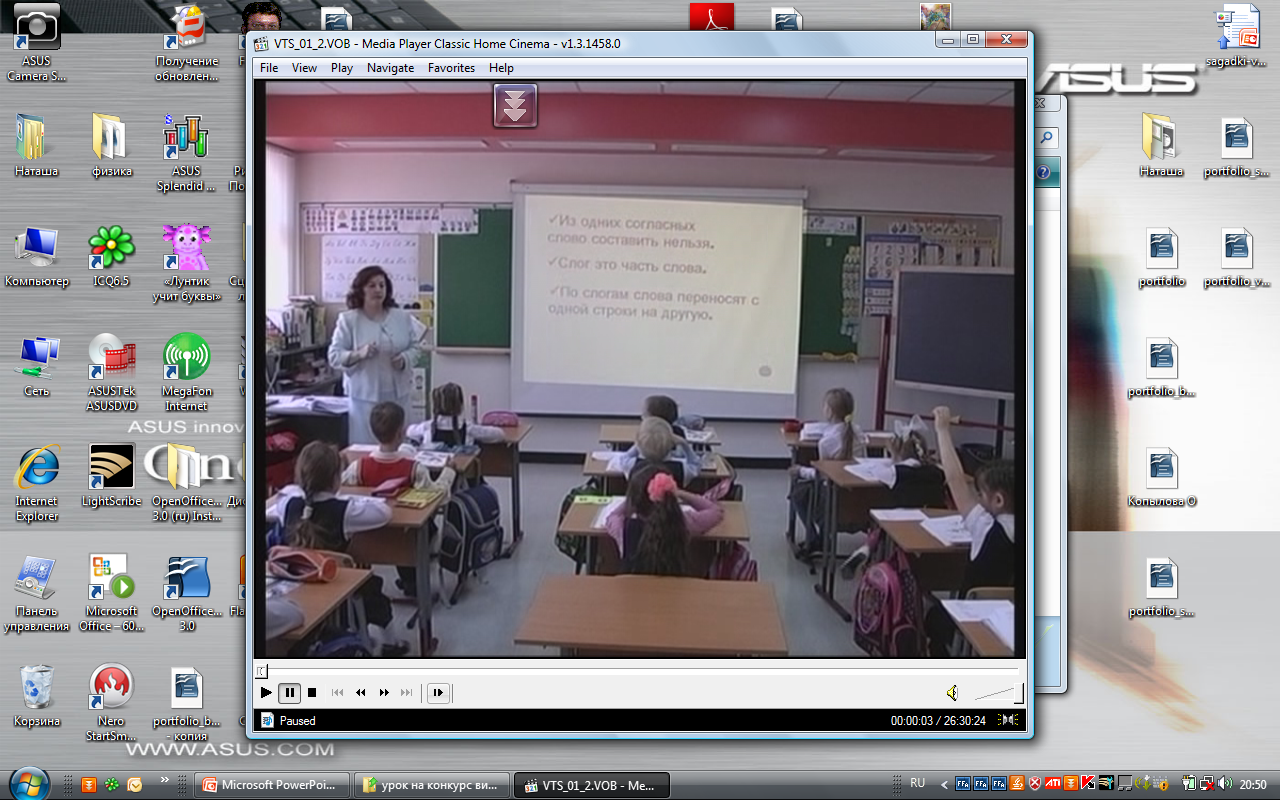 VTS_01_2.VOB - Media Player Classic Home Cinema - v1.3.1458.0
File View Play Navigate Favorites Help
ASUS
Camera S...
Получение
обновлен...
sagadki-v...
ASUS
Наташа
физика
ASUS
Splendid ...
Наташа
portfolio_s...
✓Из одних согласных
слово составить нельзя.
✓Слог это часть слова.
✓По слогам слова переносят с
одной строки на другую.
Компьютер
ICQ6.5
«Лунтик
учит буквы»
portfolio
portfolio_v...
Сеть
ASUSTek
ASUSDVD
MegaFon
Internet
portfolio_b...
ASUS innov
Internet
Explorer
LightScribe
OpenOffice...
3.0 (ru) Inst...
Копылова О
Панель
управления
Microsoft
Office – 60...
OpenOffice...
3.0
portfolio_s...
Корзина
Nero
StartSm...
portfolio_b...
- копия
WWW.ASUS.COM
Paused
00:00:03 / 26:30:24
Microsoft PowerPoi...
урок на конкурс ви...
VTS_01_2.VOB - Me...
RU
20:50